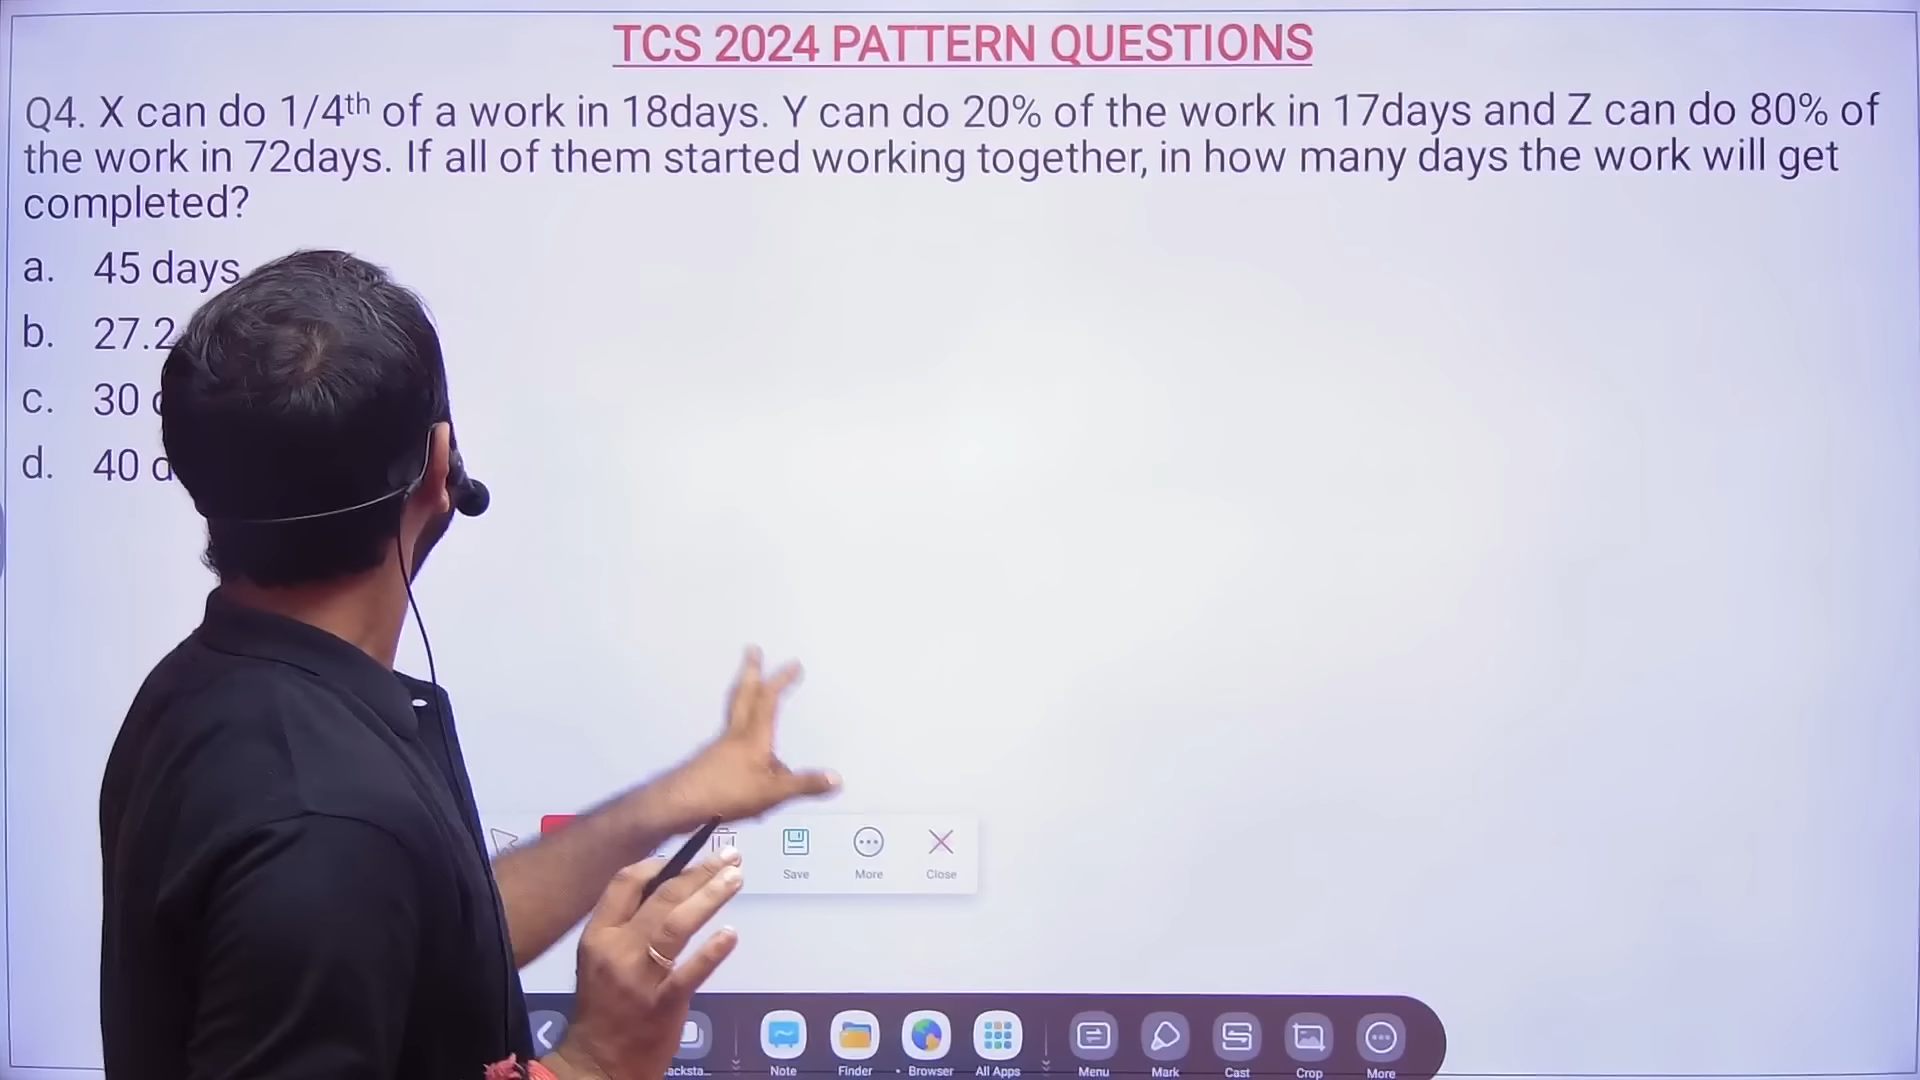 TCS 2024 PATTERN QUESTIONS
Q4. X can do 1/4th of a work in 18days. Y can do 20% of the work in 17days and Z can do 80% of
the work in 72days. If all of them started working together, in how many days the work will get
completed?
a. 45 days
b. 27.2
c. 30
d. 40
Save More Close
Note Finder • Browser All Apps Menu Mark Cast Crop More